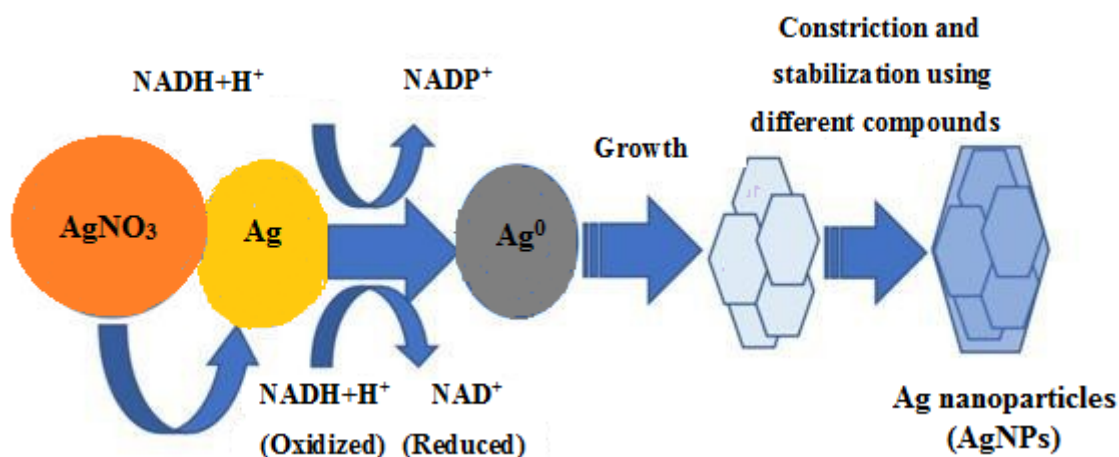 Constriction and
stabilization using
different compounds
NADH+H⁺
NADP⁺
Growth
AgNO₃
Ag
Ag⁰
NADH+H⁺
NAD⁺
(Oxidized)
(Reduced)
Ag nanoparticles
(AgNPs)